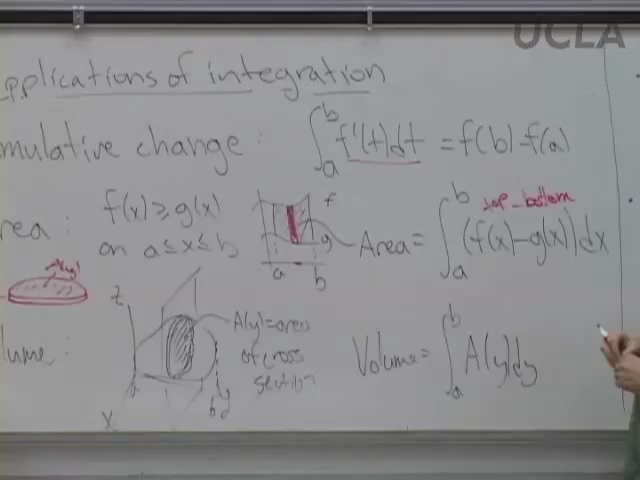 UCLA
Applications of integration
mulative change: ∫_a^b f'(t)dt = f(b)-f(a)
rea: f(x)≥g(x)
on a≤x≤b
f
g
a b
top - bottom
Area = ∫_a^b (f(x)-g(x))dx
A(y)
lume:
z
x
a
b
y
A(y)=area
of cross
section
Volume = ∫_a^b A(y)dy